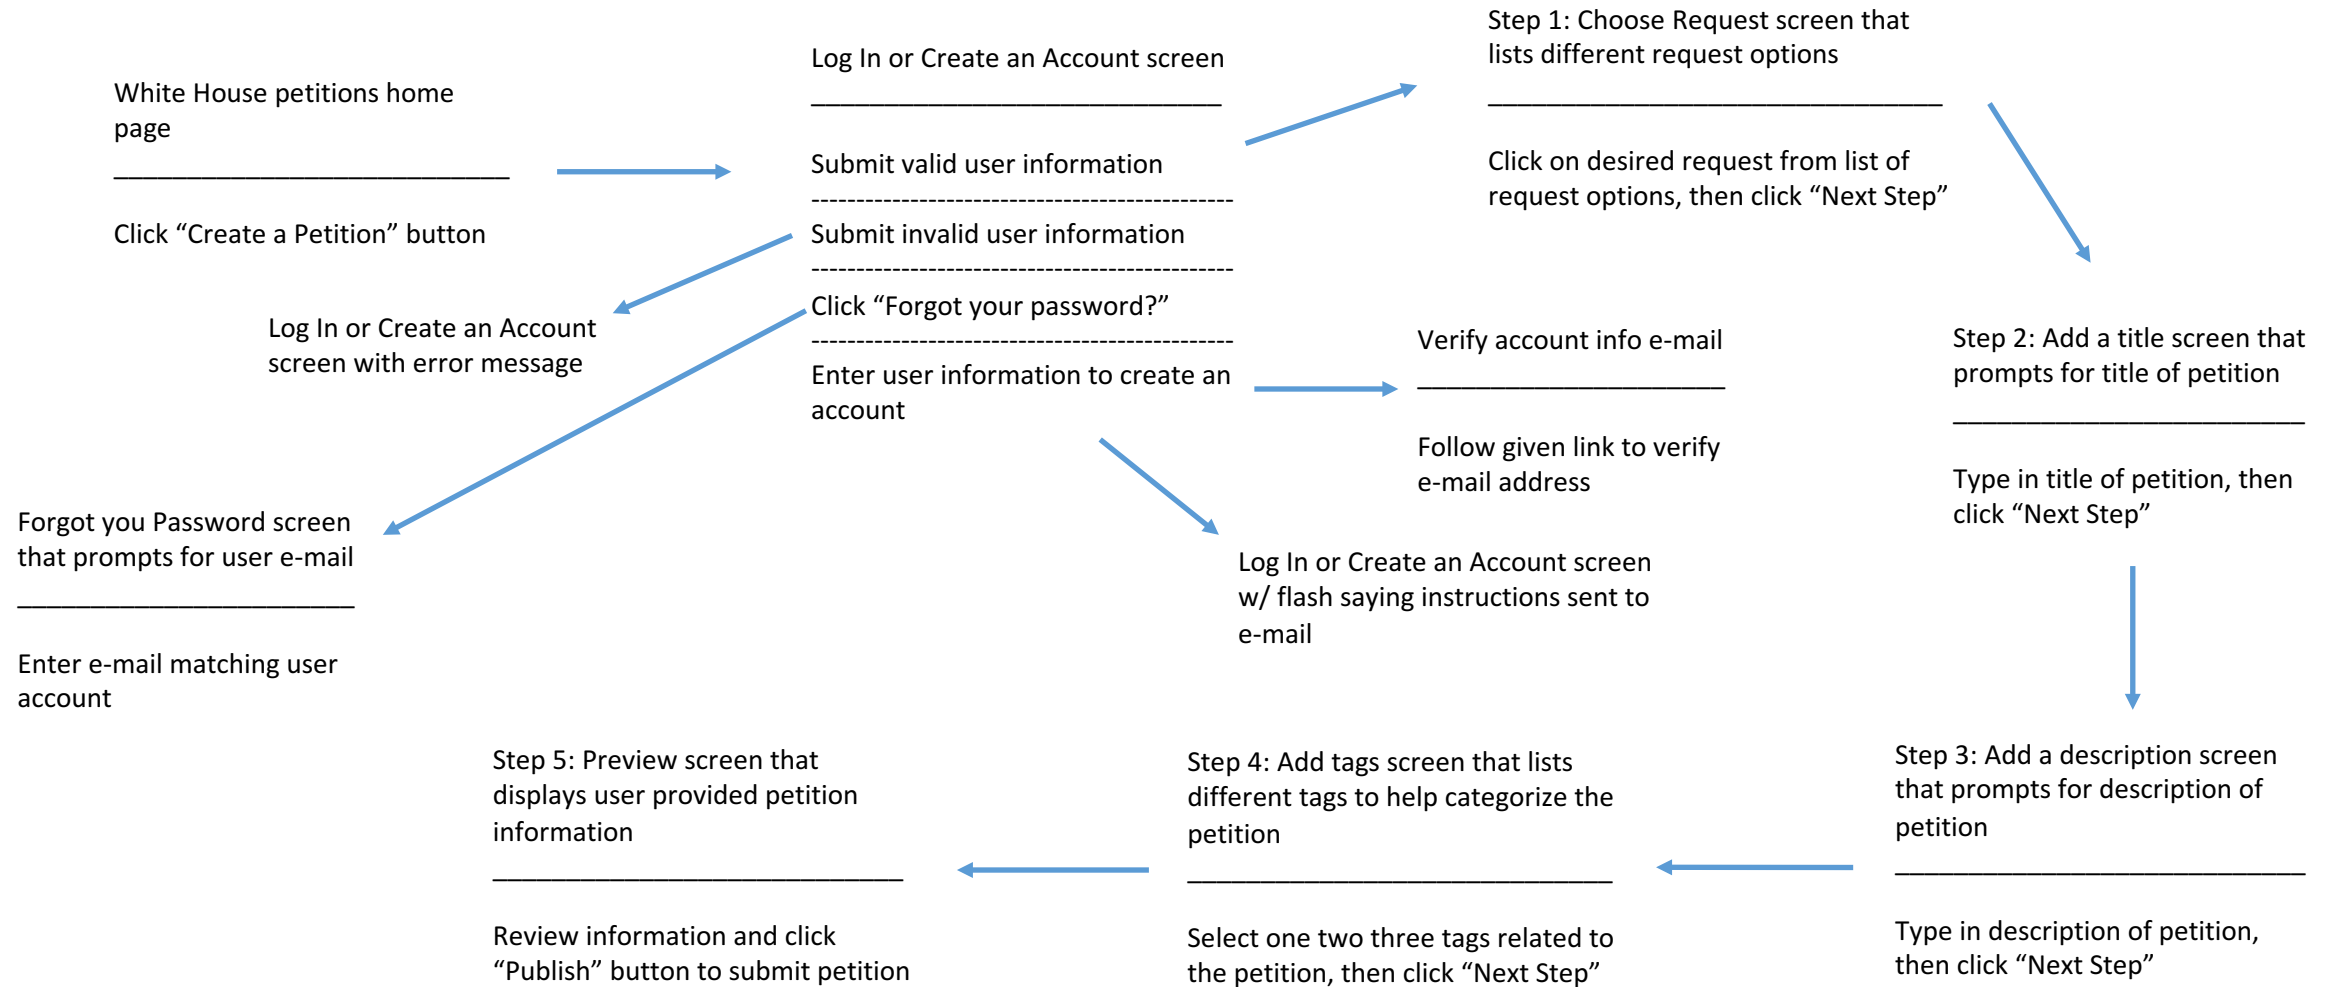 White House petitions home
page
Click “Create a Petition” button
Log In or Create an Account screen
Submit valid user information
Submit invalid user information
Click “Forgot your password?”
Enter user information to create an
account
Step 1: Choose Request screen that
lists different request options
Click on desired request from list of
request options, then click “Next Step”
Log In or Create an Account
screen with error message
Verify account info e-mail
Follow given link to verify
e-mail address
Step 2: Add a title screen that
prompts for title of petition
Type in title of petition, then
click “Next Step”
Forgot you Password screen
that prompts for user e-mail
Enter e-mail matching user
account
Log In or Create an Account screen
w/ flash saying instructions sent to
e-mail
Step 3: Add a description screen
that prompts for description of
petition
Type in description of petition,
then click “Next Step”
Step 4: Add tags screen that lists
different tags to help categorize the
petition
Select one two three tags related to
the petition, then click “Next Step”
Step 5: Preview screen that
displays user provided petition
information
Review information and click
“Publish” button to submit petition